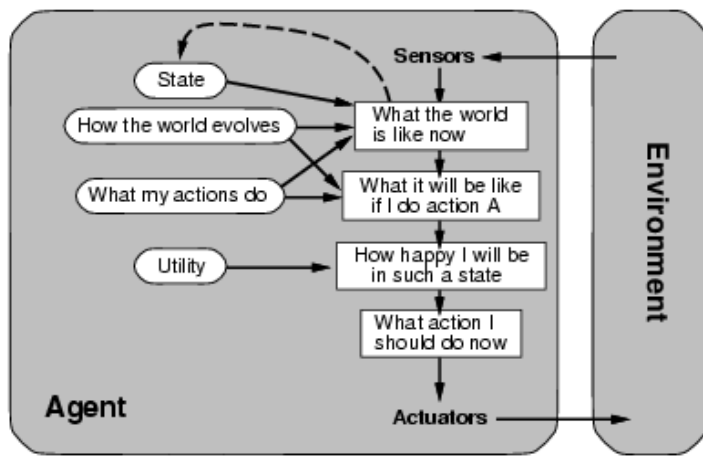 Sensors
State
What the world
is like now
How the world evolves
What my actions do
What it will be like
if I do action A
Utility
How happy I will be
in such a state
What action I
should do now
Agent
Actuators
Environment